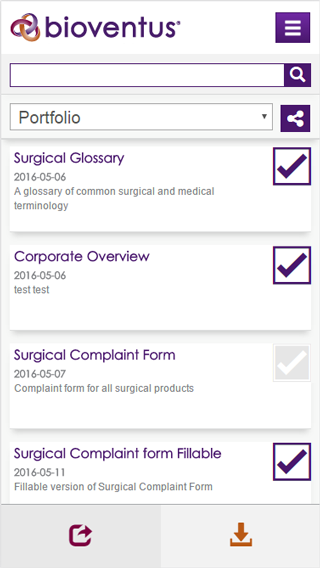 bioventus®
Portfolio
Surgical Glossary
2016-05-06
A glossary of common surgical and medical
terminology
Corporate Overview
2016-05-06
test test
Surgical Complaint Form
2016-05-07
Complaint form for all surgical products
Surgical Complaint form Fillable
2016-05-11
Fillable version of Surgical Complaint Form